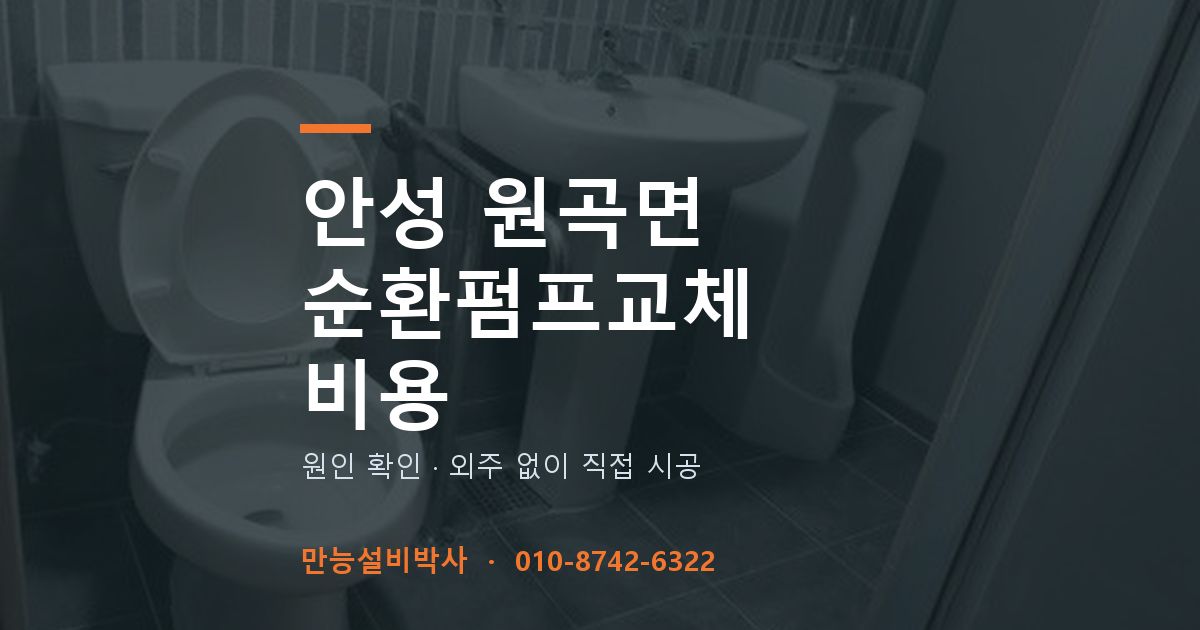 안성 원곡면
순환펌프교체
비용
원인 확인 · 외주 없이 직접 시공
만능설비박사 · 010-8742-6322